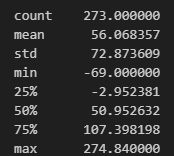 count 273.000000
mean 56.068357
std 72.873609
min -69.000000
25% -2.952381
50% 50.952632
75% 107.398198
max 274.840000